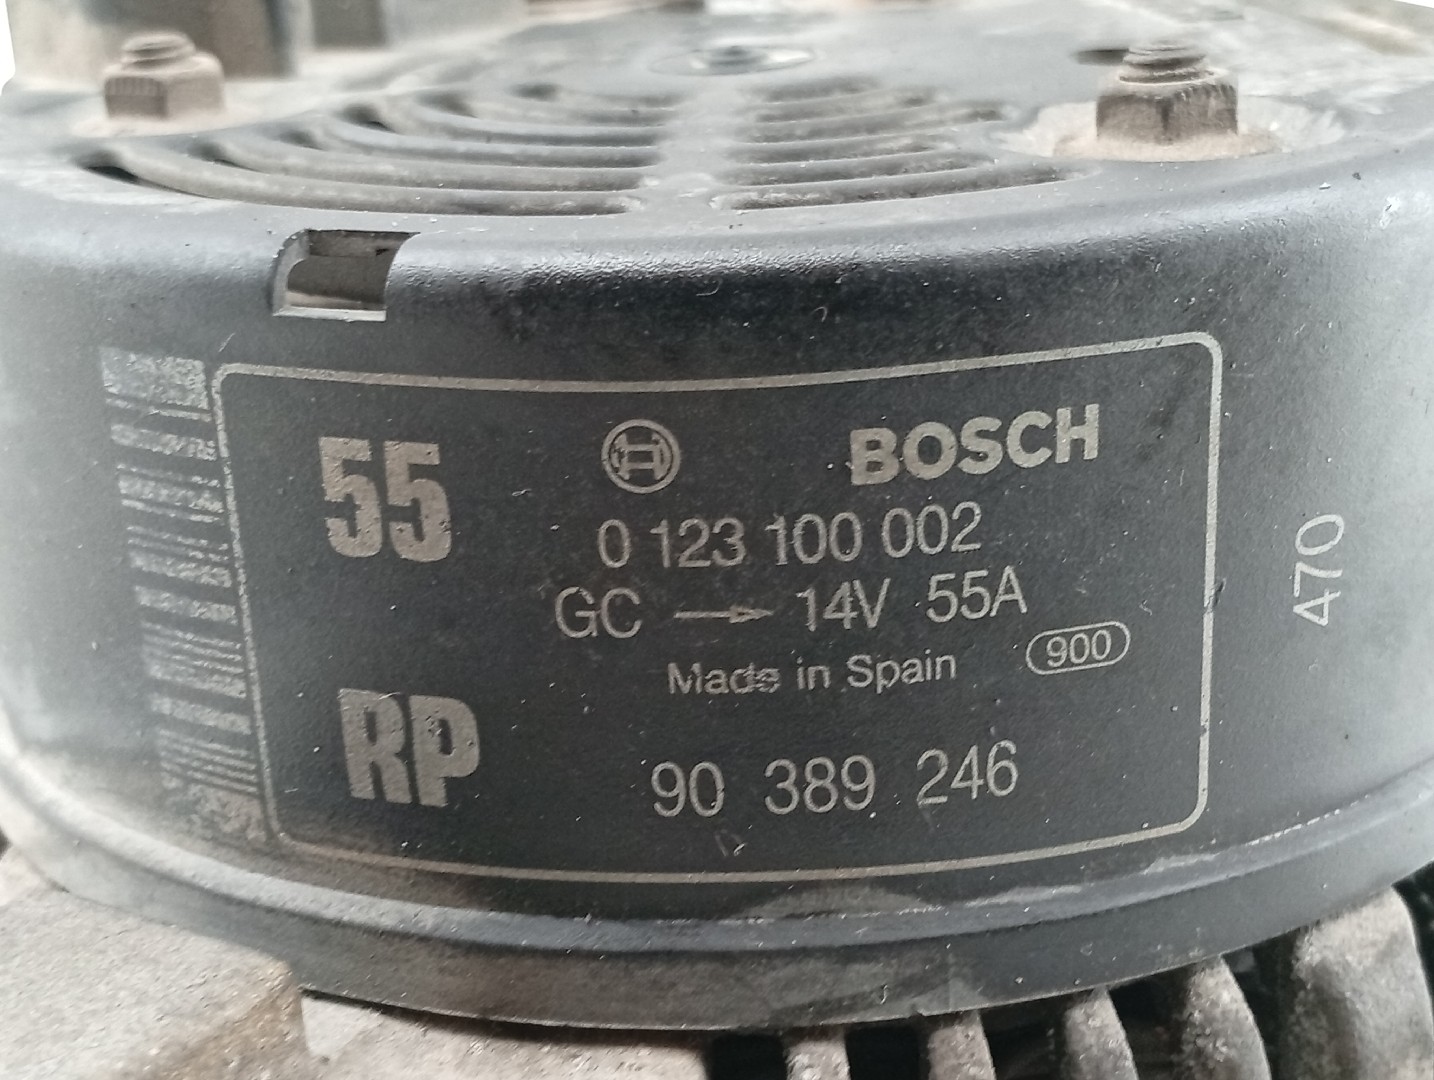 55
BOSCH
0 123 100 002
GC → 14V 55A
Made in Spain 900
RP
90 389 246
470